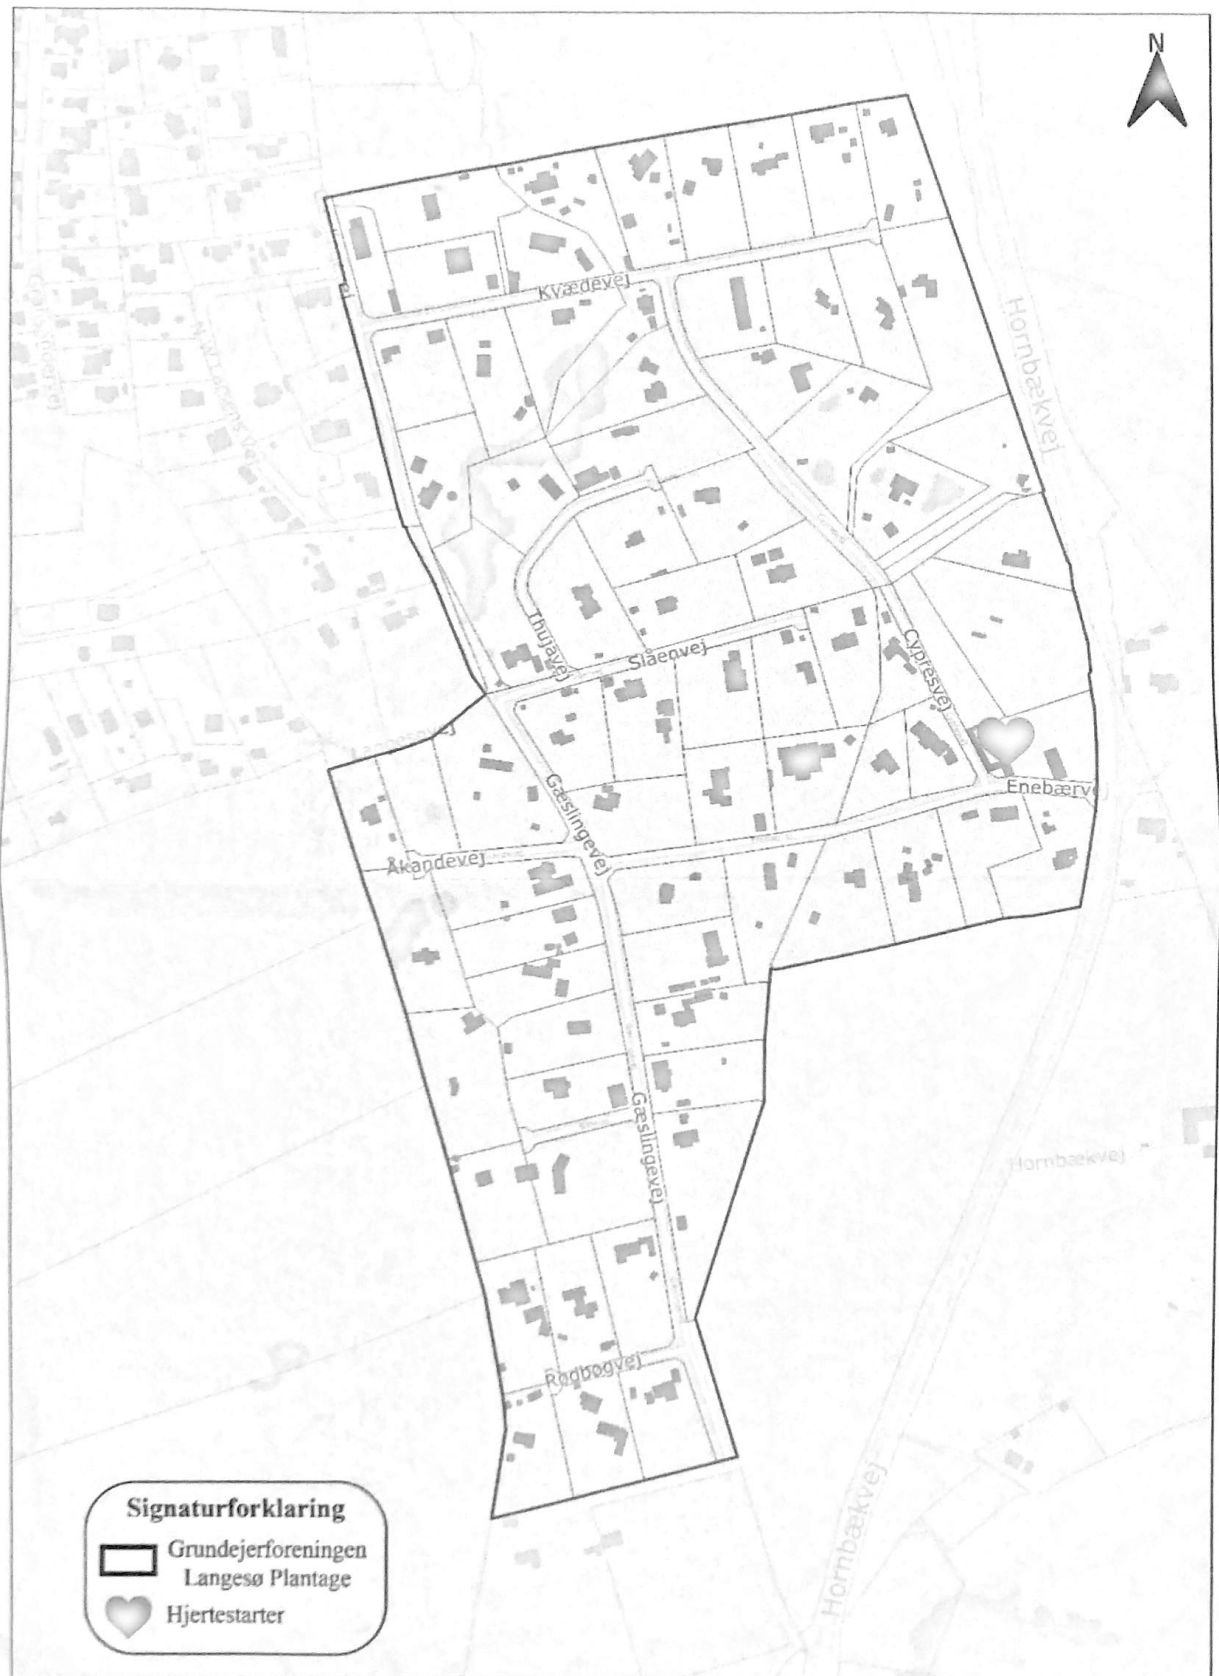 N
Kvædevej
Hornbækvej
Thujavej
Slåenvej
Cypresvej
Enebærvej
Gæslingevej
Åkandevej
Gæslingevej
Hornbækvej
Rødbøgvej
Hornbækvej
Signaturforklaring
Grundejerforeningen
Langesø Plantage
Hjertestarter